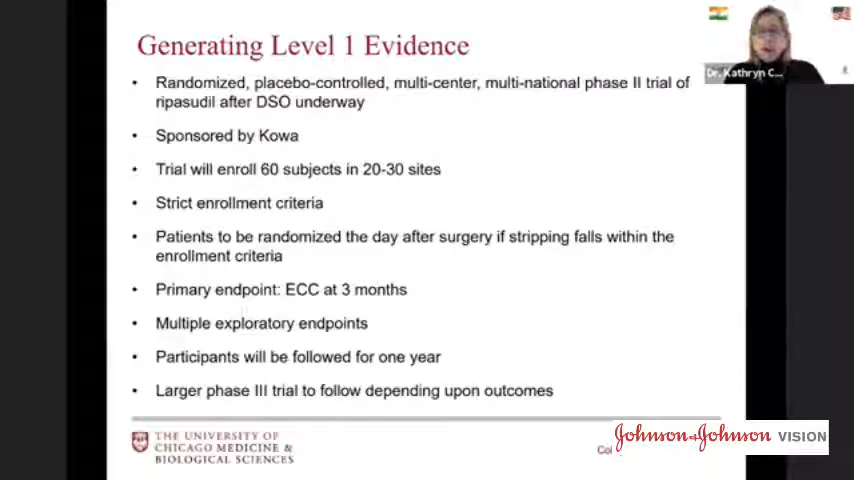 Generating Level 1 Evidence
Dr. Kathryn C...
• Randomized, placebo-controlled, multi-center, multi-national phase II trial of
ripasudil after DSO underway
• Sponsored by Kowa
• Trial will enroll 60 subjects in 20-30 sites
• Strict enrollment criteria
• Patients to be randomized the day after surgery if stripping falls within the
enrollment criteria
• Primary endpoint: ECC at 3 months
• Multiple exploratory endpoints
• Participants will be followed for one year
• Larger phase III trial to follow depending upon outcomes
THE UNIVERSITY OF
CHICAGO MEDICINE &
BIOLOGICAL SCIENCES
Johnson & Johnson VISION